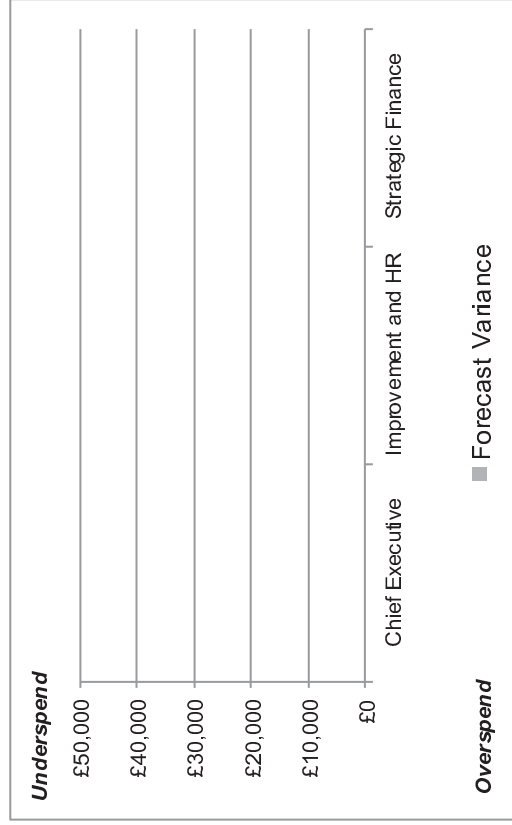 Underspend
£50,000
£40,000
£30,000
£20,000
£10,000
£0
Chief Executive Improvement and HR Strategic Finance
Overspend
Forecast Variance